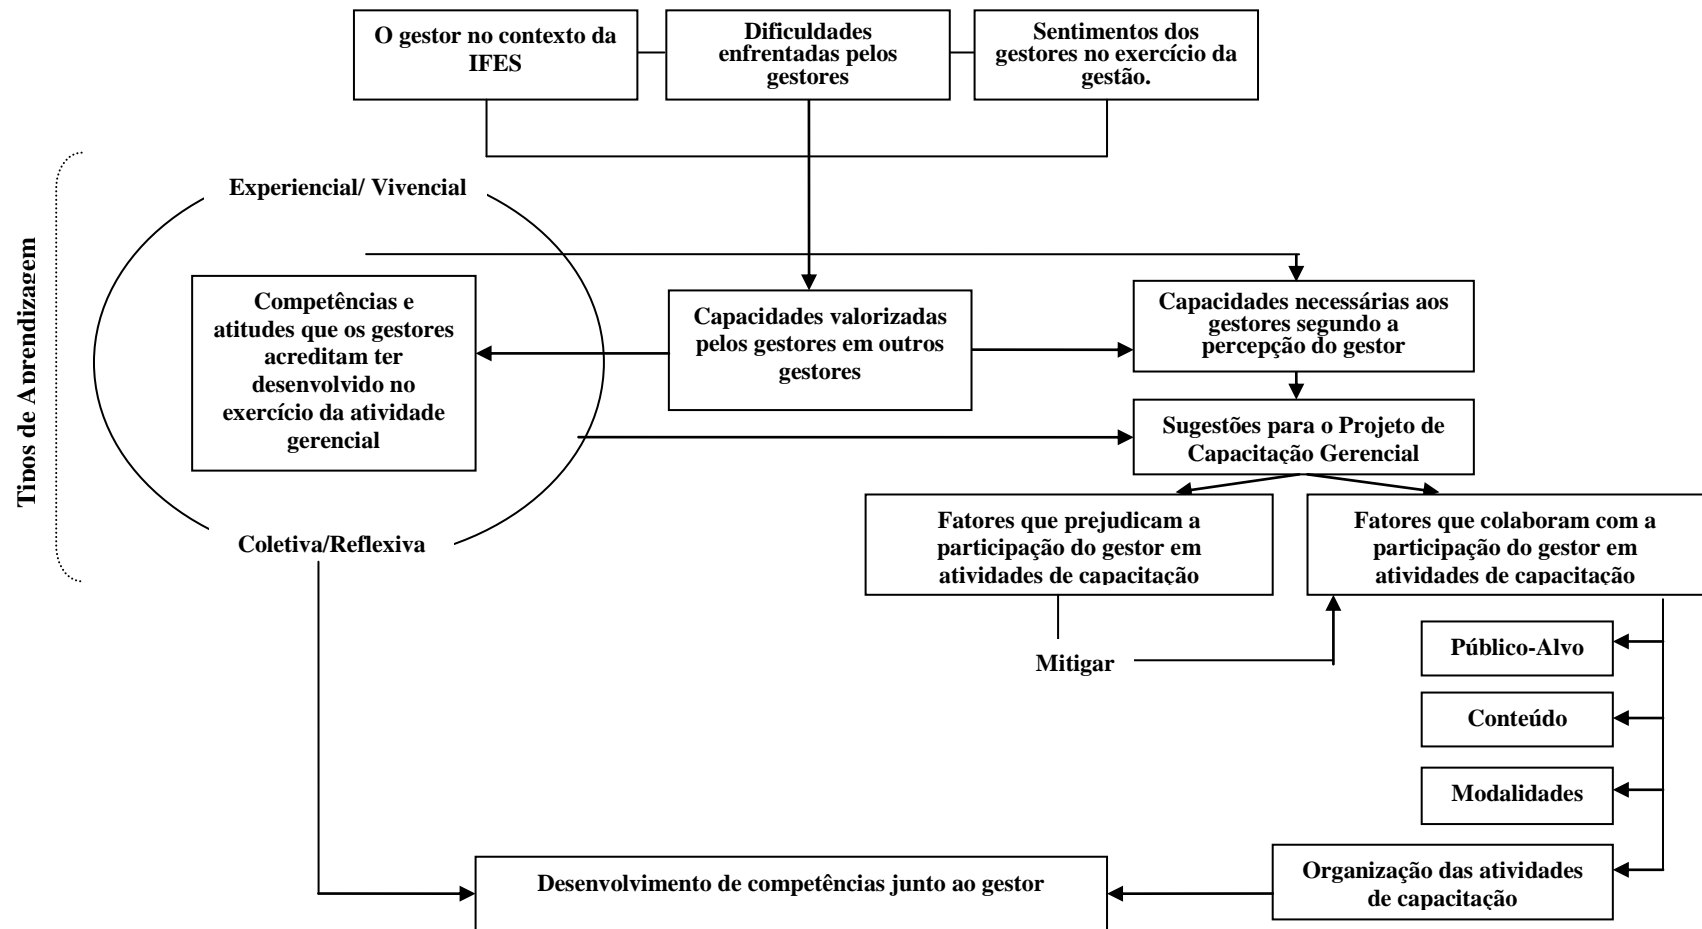 O gestor no contexto da
IFES
Dificuldades
enfrentadas pelos
gestores
Sentimentos dos
gestores no exercício da
gestão.
Tipos de Aprendizagem
Experiencial/ Vivencial
Competências e
atitudes que os gestores
acreditam ter
desenvolvido no
exercício da atividade
gerencial
Coletiva/Reflexiva
Capacidades valorizadas
pelos gestores em outros
gestores
Capacidades necessárias aos
gestores segundo a
percepção do gestor
Sugestões para o Projeto de
Capacitação Gerencial
Fatores que prejudicam a
participação do gestor em
atividades de capacitação
Fatores que colaboram com a
participação do gestor em
atividades de capacitação
Mitigar
Público-Alvo
Conteúdo
Modalidades
Organização das atividades
de capacitação
Desenvolvimento de competências junto ao gestor